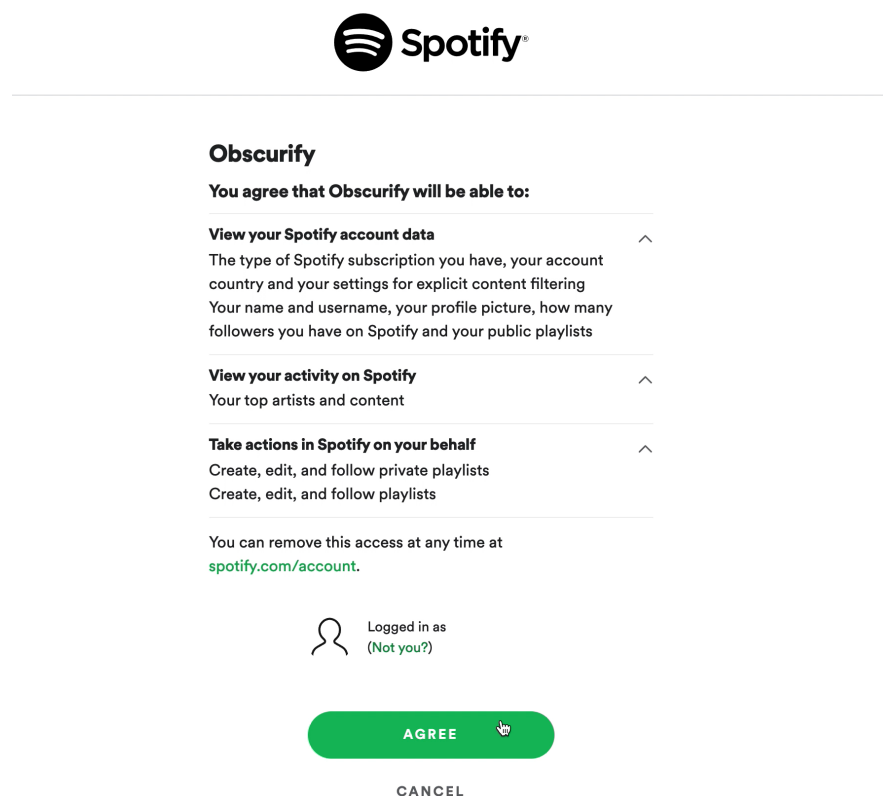 Spotify®
Obscurify
You agree that Obscurify will be able to:
View your Spotify account data
The type of Spotify subscription you have, your account
country and your settings for explicit content filtering
Your name and username, your profile picture, how many
followers you have on Spotify and your public playlists
View your activity on Spotify
Your top artists and content
Take actions in Spotify on your behalf
Create, edit, and follow private playlists
Create, edit, and follow playlists
You can remove this access at any time at
spotify.com/account.
Logged in as
(Not you?)
AGREE
CANCEL